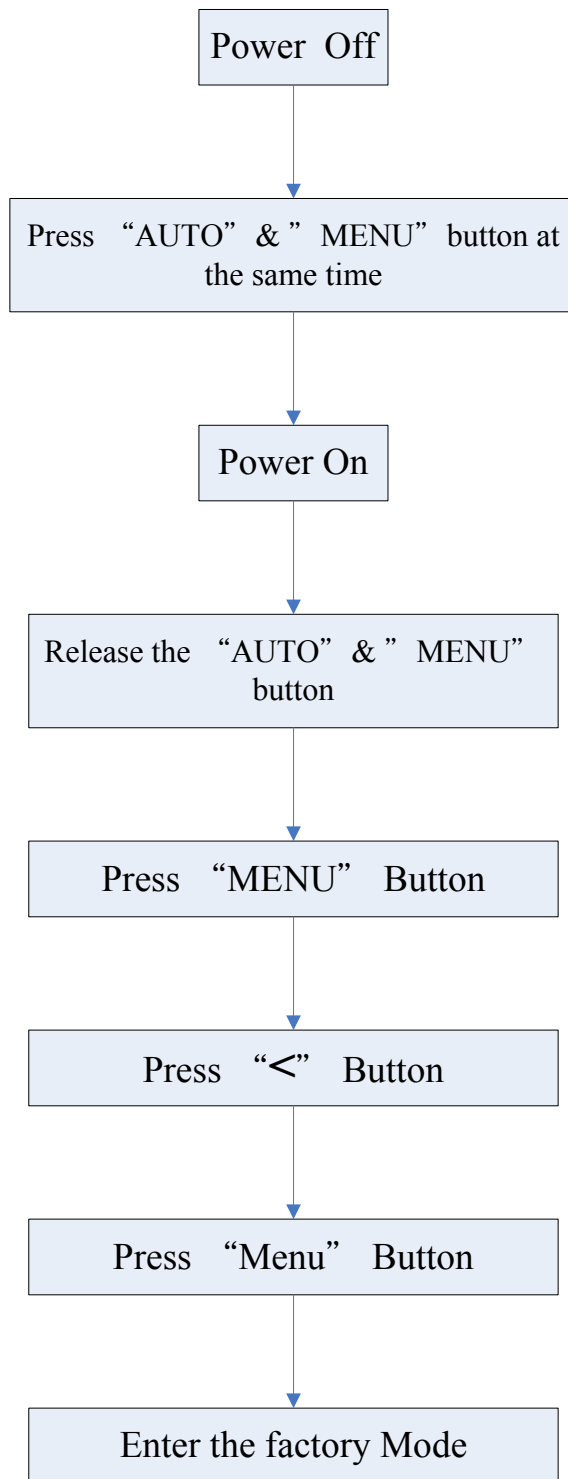 Power Off
Press “AUTO” & ” MENU” button at
the same time
Power On
Release the “AUTO” & ” MENU”
button
Press “MENU” Button
Press “<” Button
Press “Menu” Button
Enter the factory Mode